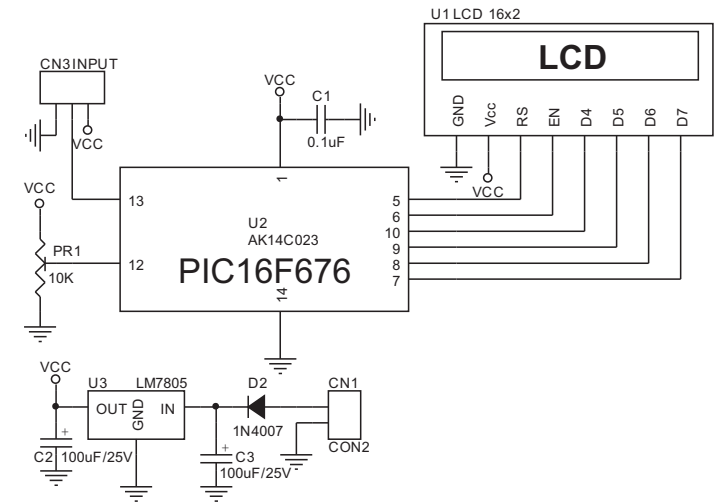 U1 LCD 16x2
LCD
GND Vcc RS EN D4 D5 D6 D7
VCC
CN3 INPUT
VCC
VCC
C1
0.1uF
1
13
12
U2
AK14C023
PIC16F676
14
5
6
10
9
8
7
VCC
PR1
10K
VCC
U3 LM7805
OUT GND IN
+
C2 100uF/25V
+
C3
100uF/25V
D2
1N4007
CN1
CON2